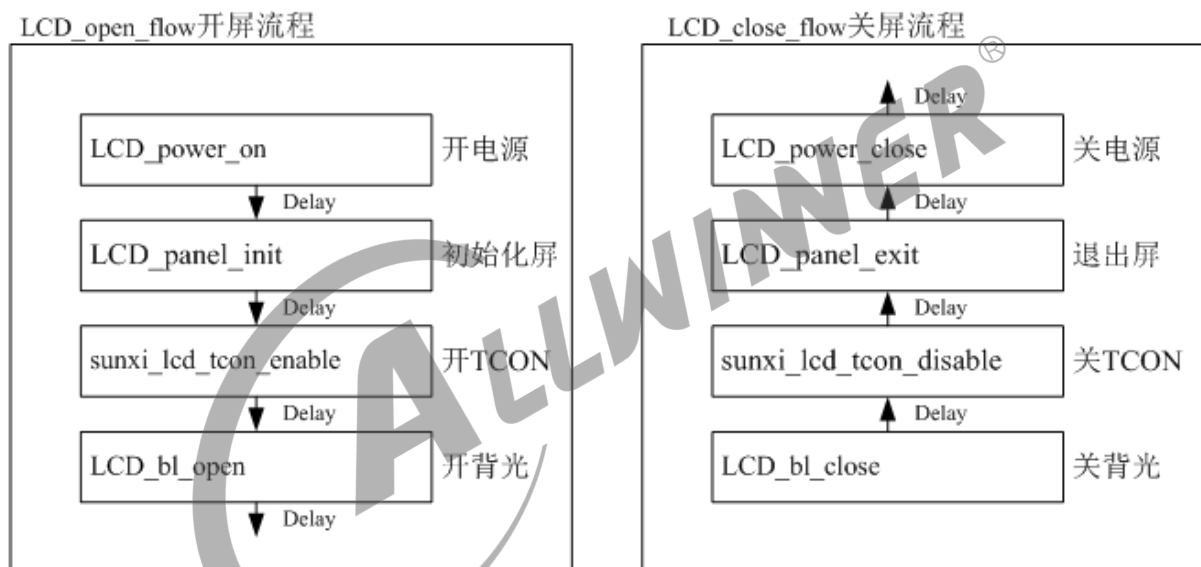 LCD_open_flow开屏流程
LCD_power_on
开电源
Delay
LCD_panel_init
初始化屏
Delay
sunxi_lcd_tcon_enable
开TCON
Delay
LCD_bl_open
开背光
Delay
LCD_close_flow关屏流程
Delay
LCD_power_close
关电源
Delay
LCD_panel_exit
退出屏
Delay
sunxi_lcd_tcon_disable
关TCON
Delay
LCD_bl_close
关背光
ALLWINNER®